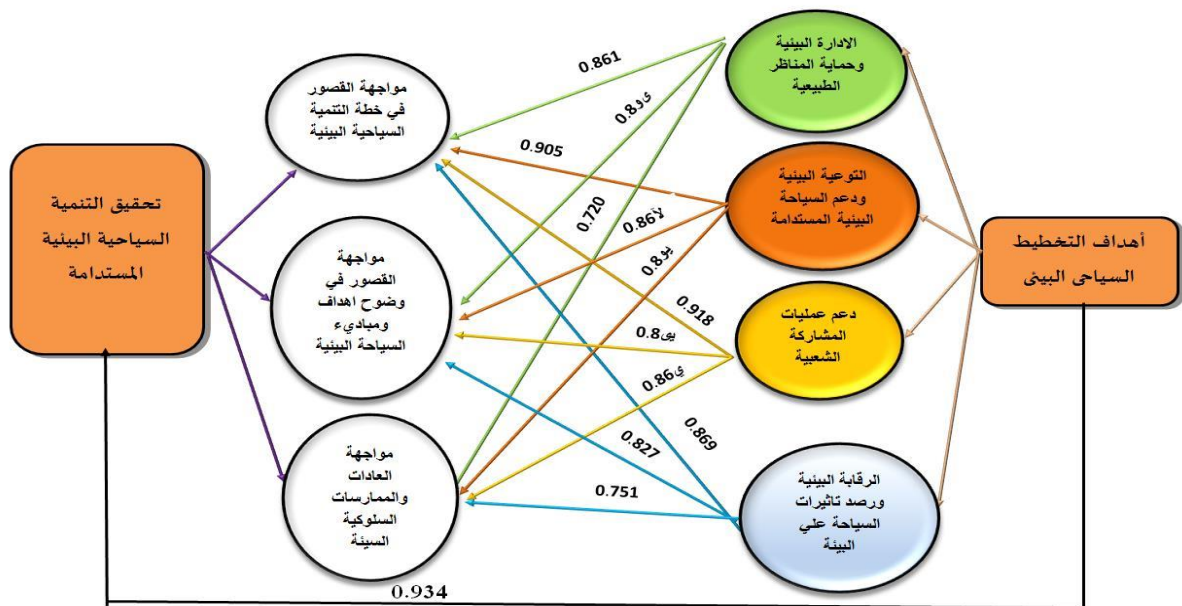 أهداف التخطيط
السياحى البيئى
الادارة البيئية
وحماية المناظر
الطبيعية
التوعية البيئية
ودعم السياحة
البيئية المستدامة
دعم عمليات
المشاركة
الشعبية
الرقابة البيئية
ورصد تاثيرات
السياحة علي
البيئة
0.861
0.905
0.720
0.918
0.869
0.827
0.751
مواجهة القصور
في خطة التنمية
السياحية البيئية
مواجهة
القصور في
وضوح اهداف
ومباديء
السياحة البيئية
مواجهة
العادات
والممارسات
السلوكية
السيئة
تحقيق التنمية
السياحية البيئية
المستدامة
0.934